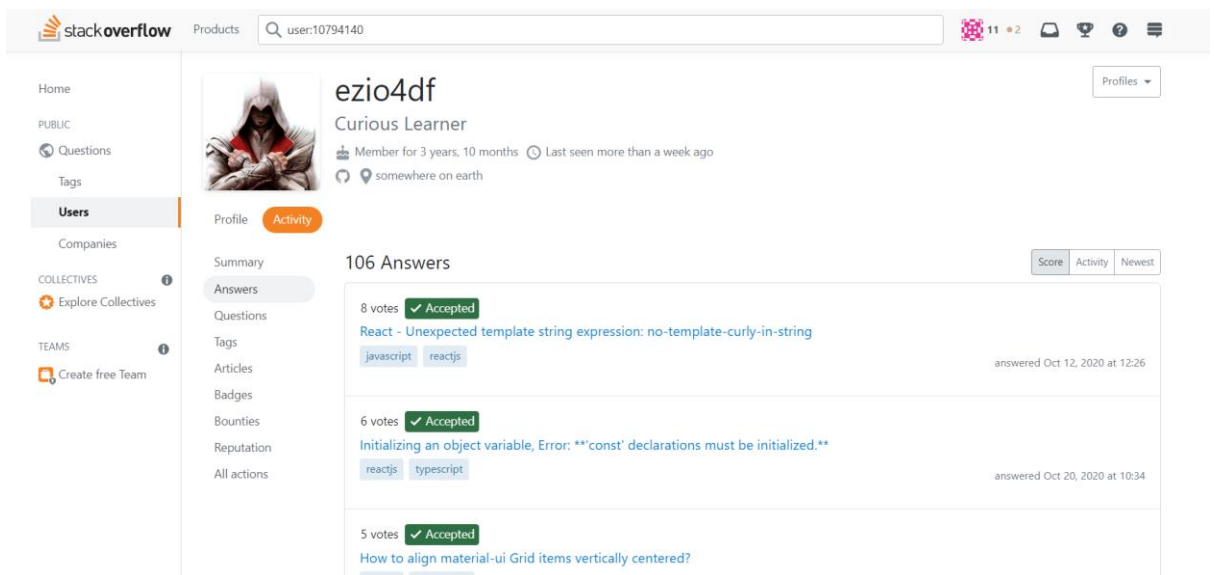 stackoverflow
Products
user:10794140
11
2
Home
PUBLIC
Questions
Tags
Users
Companies
COLLECTIVES
Explore Collectives
TEAMS
Create free Team
ezio4df
Curious Learner
Member for 3 years, 10 months Last seen more than a week ago
somewhere on earth
Profiles
Profile Activity
Summary
Answers
Questions
Tags
Articles
Badges
Bounties
Reputation
All actions
106 Answers
Score Activity Newest
8 votes Accepted
React - Unexpected template string expression: no-template-curly-in-string
javascript reactjs
answered Oct 12, 2020 at 12:26
6 votes Accepted
Initializing an object variable, Error: **'const' declarations must be initialized.**
reactjs typescript
answered Oct 20, 2020 at 10:34
5 votes Accepted
How to align material-ui Grid items vertically centered?